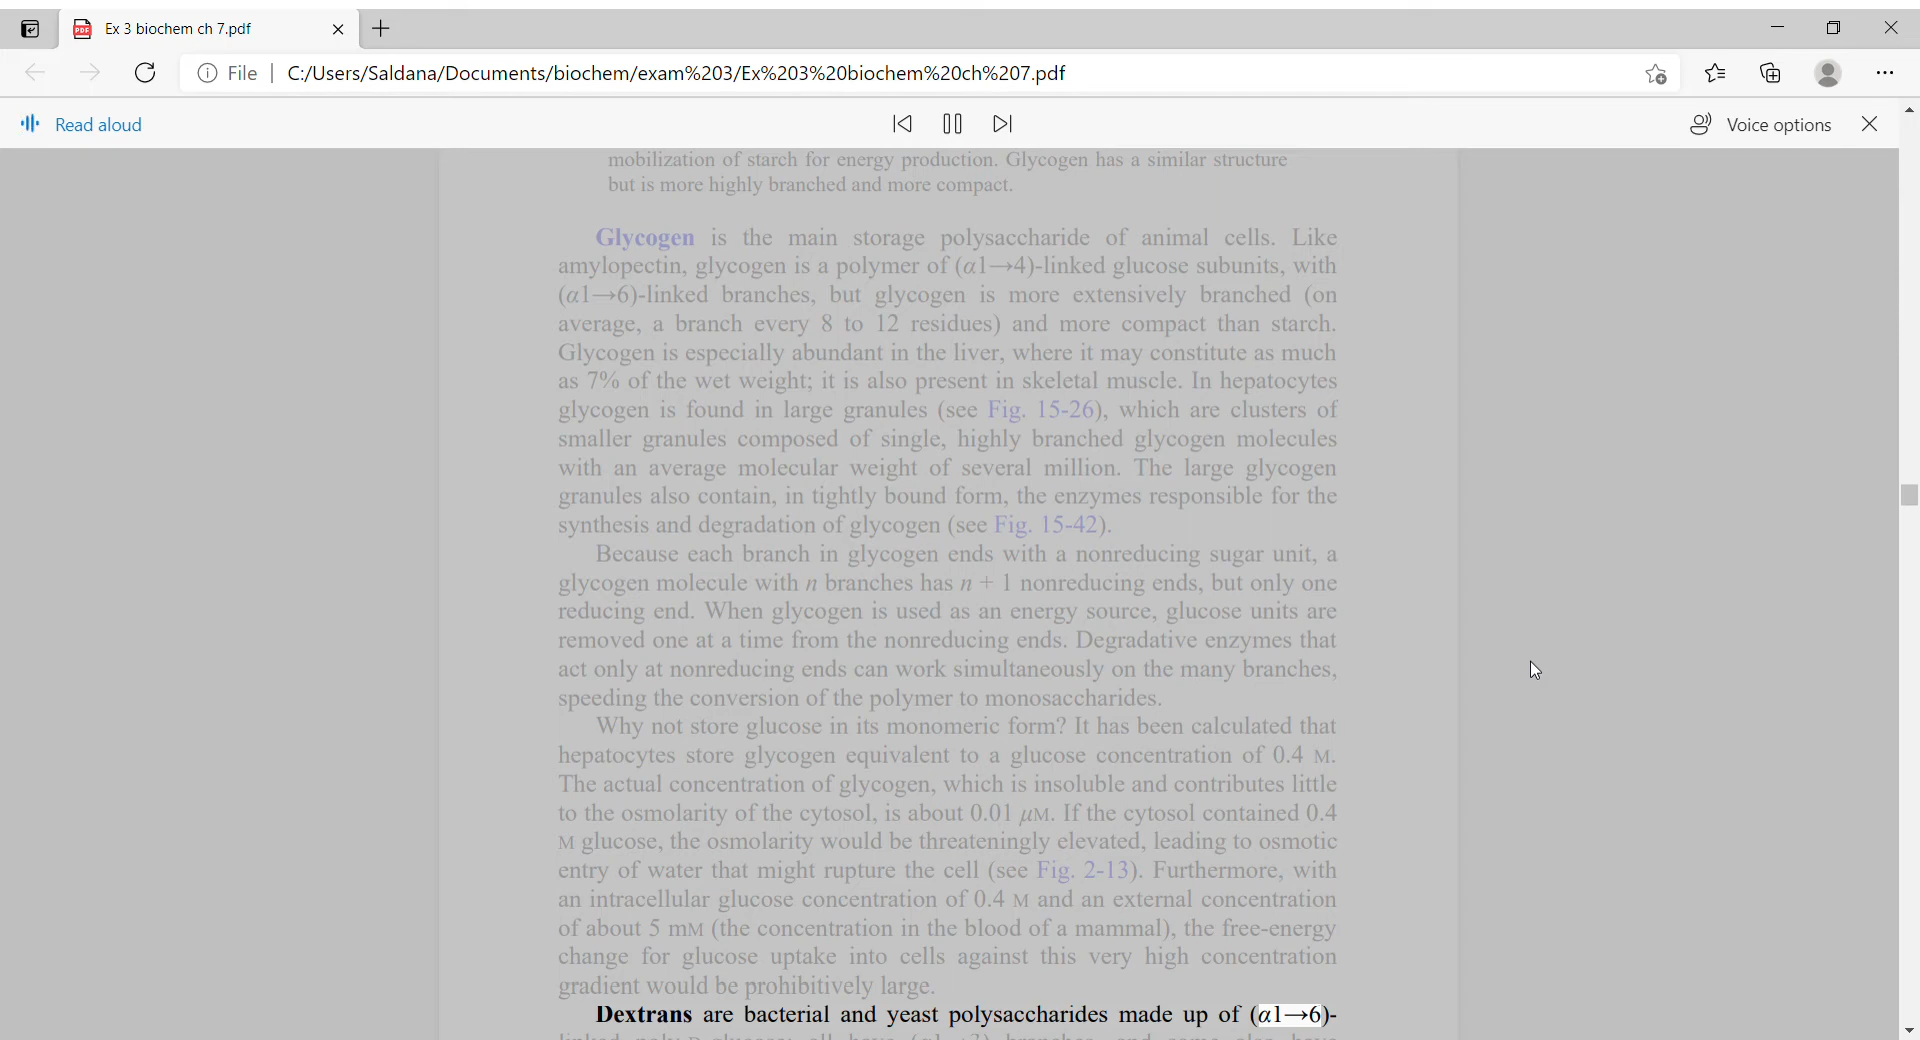 Ex 3 biochem ch 7.pdf
File | C:/Users/Saldana/Documents/biochem/exam%203/Ex%203%20biochem%20ch%207.pdf
Read aloud
Voice options
mobilization of starch for energy production. Glycogen has a similar structure
but is more highly branched and more compact.
Glycogen is the main storage polysaccharide of animal cells. Like
amylopectin, glycogen is a polymer of (α1→4)-linked glucose subunits, with
(α1→6)-linked branches, but glycogen is more extensively branched (on
average, a branch every 8 to 12 residues) and more compact than starch.
Glycogen is especially abundant in the liver, where it may constitute as much
as 7% of the wet weight; it is also present in skeletal muscle. In hepatocytes
glycogen is found in large granules (see Fig. 15-26), which are clusters of
smaller granules composed of single, highly branched glycogen molecules
with an average molecular weight of several million. The large glycogen
granules also contain, in tightly bound form, the enzymes responsible for the
synthesis and degradation of glycogen (see Fig. 15-42).
Because each branch in glycogen ends with a nonreducing sugar unit, a
glycogen molecule with n branches has n + 1 nonreducing ends, but only one
reducing end. When glycogen is used as an energy source, glucose units are
removed one at a time from the nonreducing ends. Degradative enzymes that
act only at nonreducing ends can work simultaneously on the many branches,
speeding the conversion of the polymer to monosaccharides.
Why not store glucose in its monomeric form? It has been calculated that
hepatocytes store glycogen equivalent to a glucose concentration of 0.4 M.
The actual concentration of glycogen, which is insoluble and contributes little
to the osmolarity of the cytosol, is about 0.01 μM. If the cytosol contained 0.4
M glucose, the osmolarity would be threateningly elevated, leading to osmotic
entry of water that might rupture the cell (see Fig. 2-13). Furthermore, with
an intracellular glucose concentration of 0.4 M and an external concentration
of about 5 mM (the concentration in the blood of a mammal), the free-energy
change for glucose uptake into cells against this very high concentration
gradient would be prohibitively large.
Dextrans are bacterial and yeast polysaccharides made up of (α1→6)-